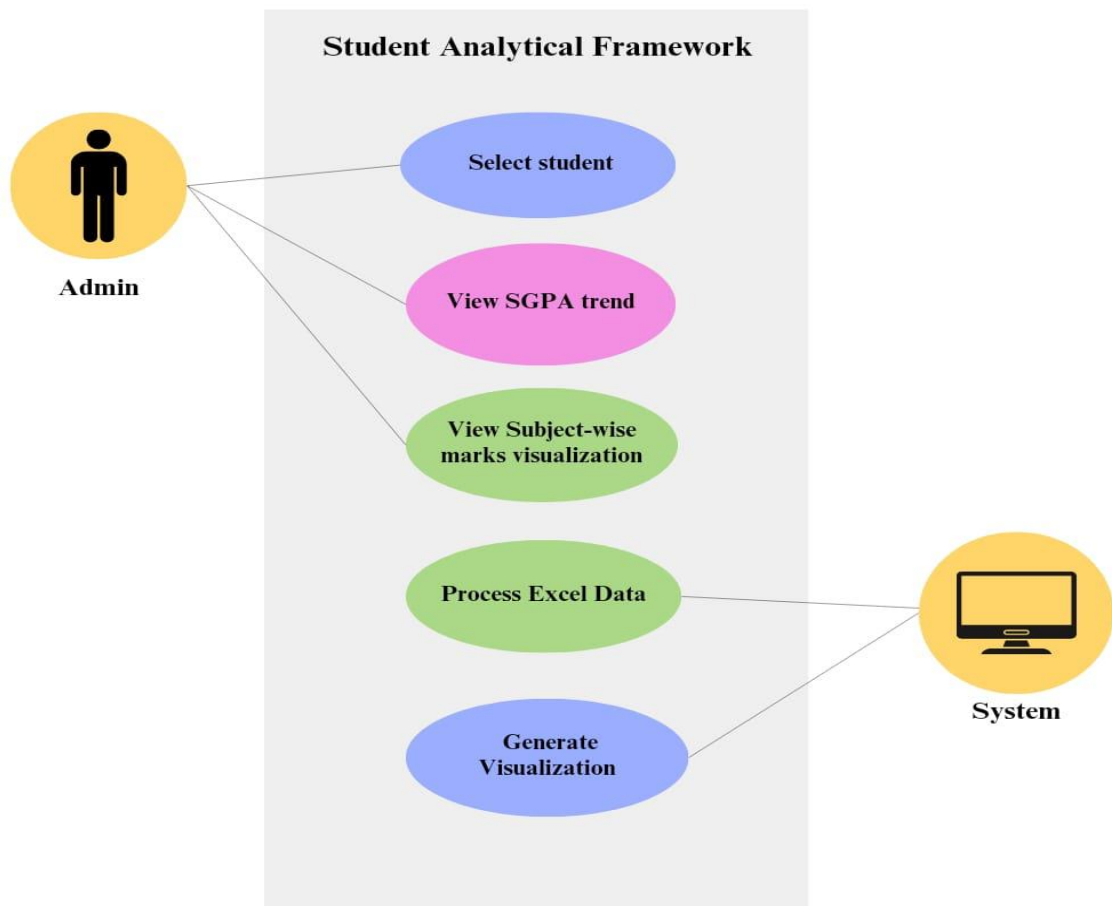 Student Analytical Framework
Select student
Admin
View SGPA trend
View Subject-wise
marks visualization
Process Excel Data
System
Generate
Visualization